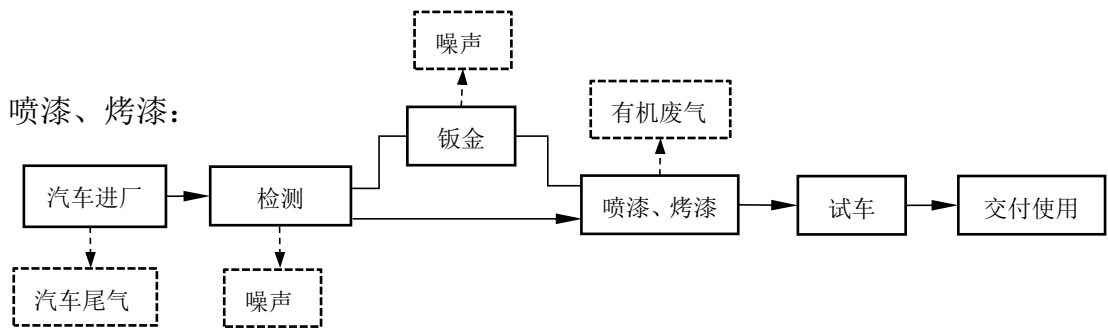 噪声
喷漆、烤漆：
钣金
有机废气
汽车进厂
检测
喷漆、烤漆
试车
交付使用
汽车尾气
噪声